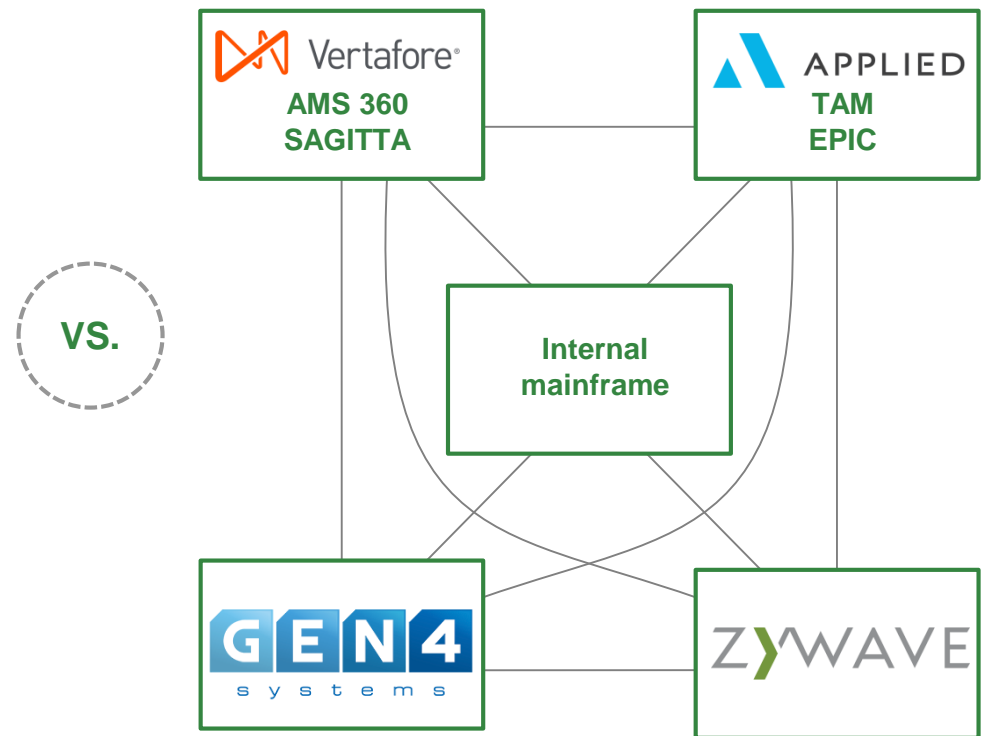 Vertafore®
AMS 360
SAGITTA
APPLIED
TAM
EPIC
VS.
Internal
mainframe
GEN4
systems
ZYWAVE